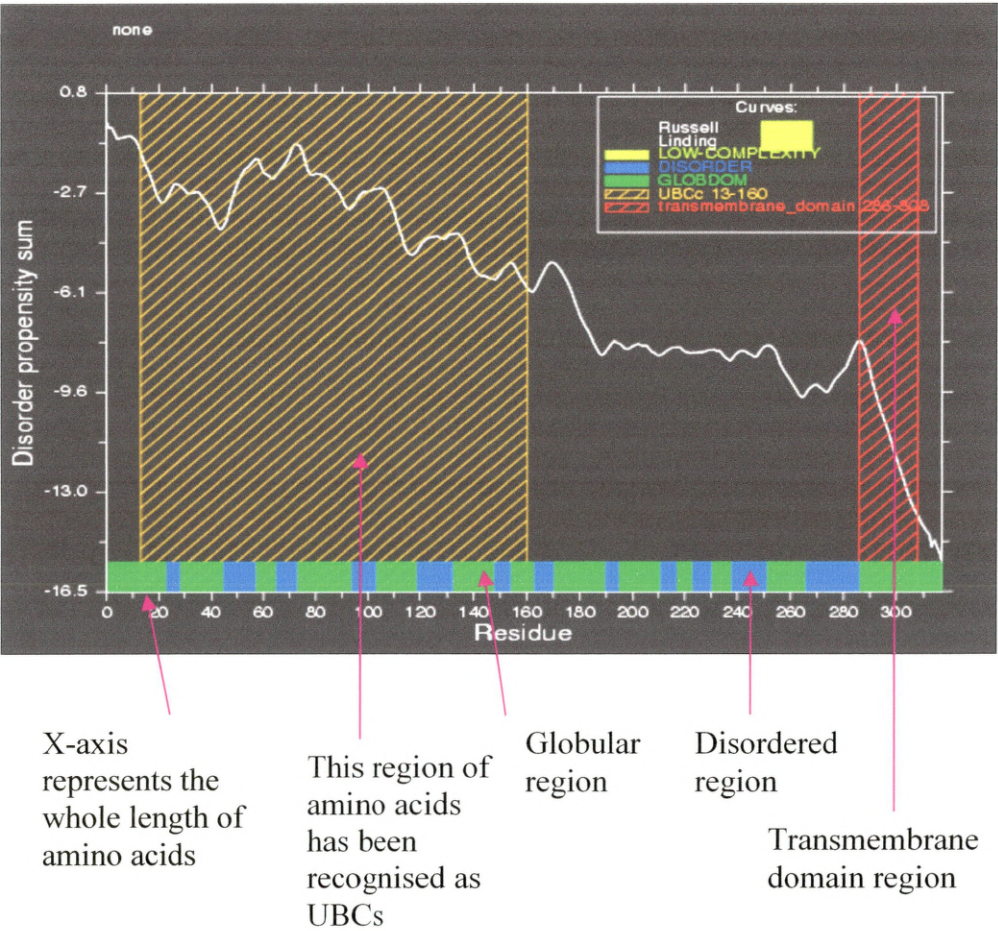 none
Disorder propensity sum
0.8
-2.7
-6.1
-9.6
-13.0
-16.5
Curves:
Russell
Linding
LOW-COMPLEXITY
DISORDER
GLOBDOM
UBCc 13-160
transmembrane_domain
0 20 40 60 80 100 120 140 160 180 200 220 240 260 280 300
Residue
X-axis
represents the
whole length of
amino acids
This region of
amino acids
has been
recognised as
UBCs
Globular
region
Disordered
region
Transmembrane
domain region